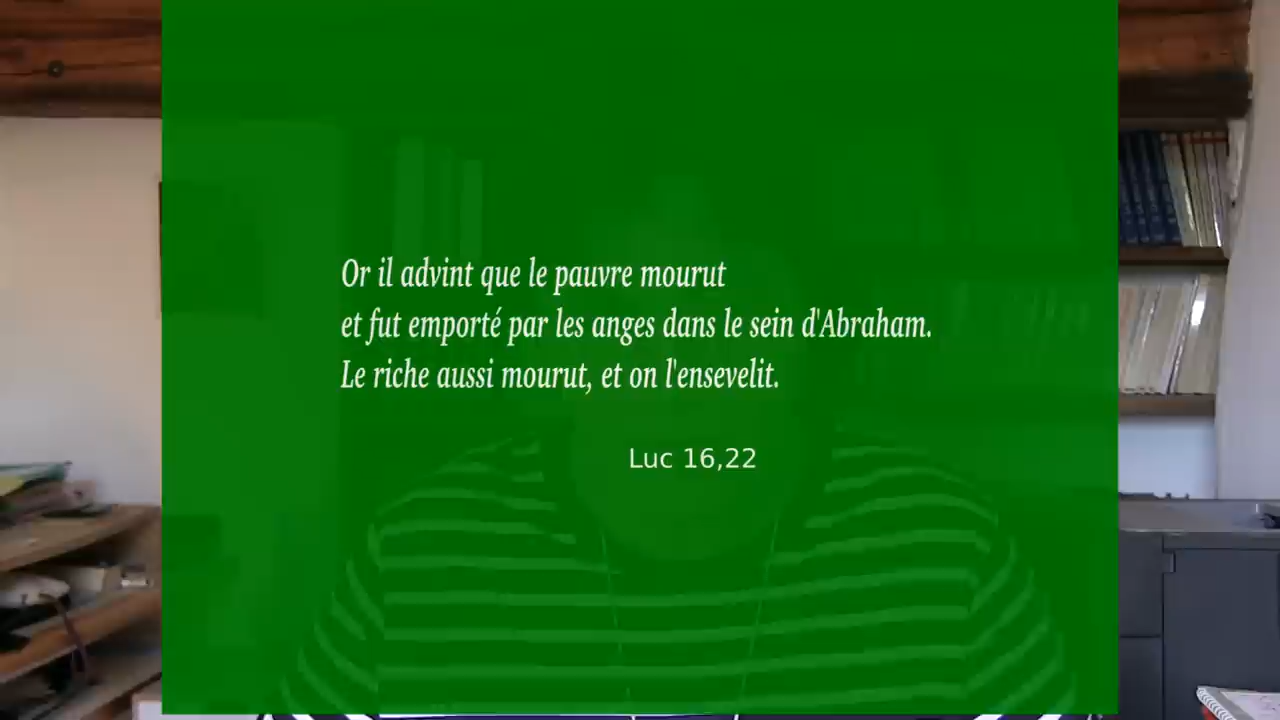 Or il advint que le pauvre mourut
et fut emporté par les anges dans le sein d'Abraham.
Le riche aussi mourut, et on l'ensevelit.
Luc 16,22